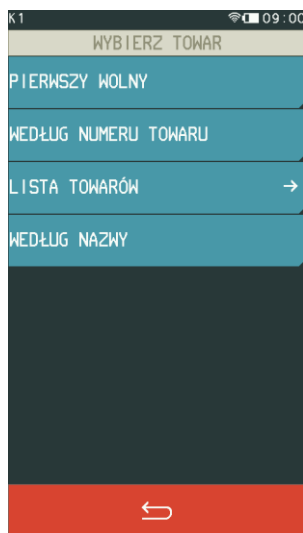 K1 09:00
WYBIERZ TOWAR
PIERWSZY WOLNY
WEDŁUG NUMERU TOWARU
LISTA TOWARÓW →
WEDŁUG NAZWY